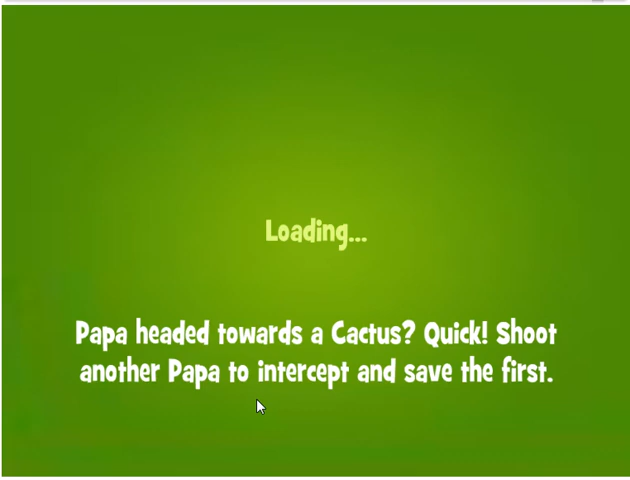 Loading...
Papa headed towards a Cactus? Quick! Shoot
another Papa to intercept and save the first.